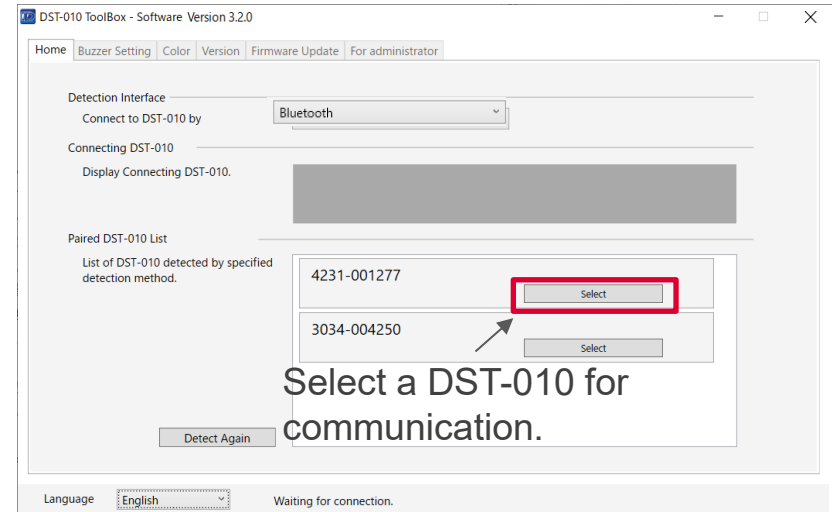 DST-010 ToolBox - Software Version 3.2.0
Home Buzzer Setting Color Version Firmware Update For administrator
Detection Interface
Connect to DST-010 by
Bluetooth
Connecting DST-010
Display Connecting DST-010.
Paired DST-010 List
List of DST-010 detected by specified
detection method.
4231-001277
Select
3034-004250
Select
Select a DST-010 for
communication.
Detect Again
Language English Waiting for connection.